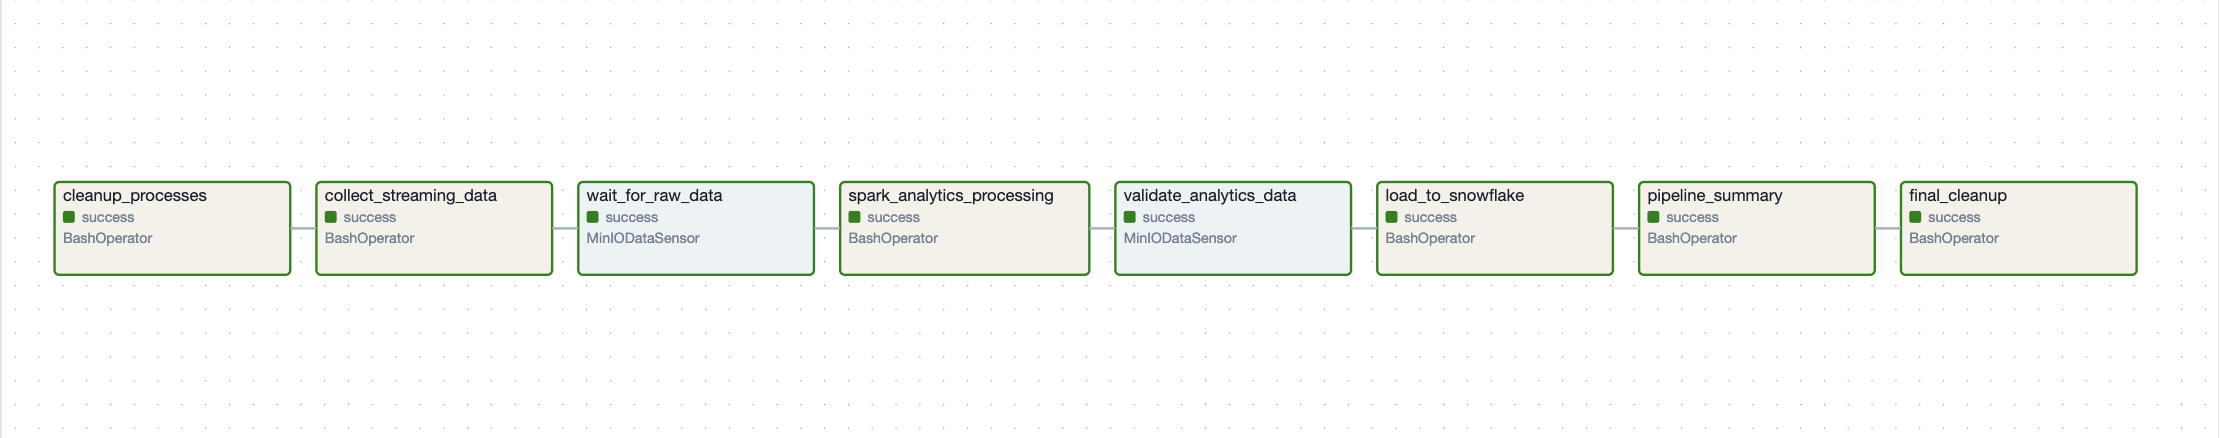 cleanup_processes
success
BashOperator
collect_streaming_data
success
BashOperator
wait_for_raw_data
success
MinIODataSensor
spark_analytics_processing
success
BashOperator
validate_analytics_data
success
MinIODataSensor
load_to_snowflake
success
BashOperator
pipeline_summary
success
BashOperator
final_cleanup
success
BashOperator